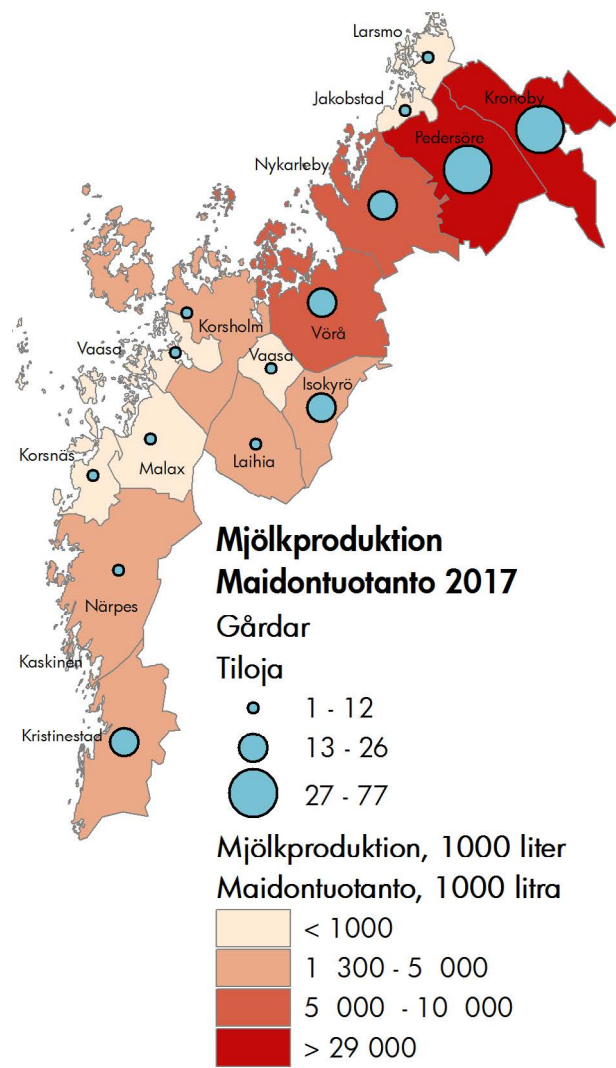 Larsmo
Kronoby
Jakobstad
Pedersöre
Nykarleby
Korsholm
Vörå
Vaasa
Vaasa
Isokyrö
Korsnäs
Malax
Laihia
Mjölkproduktion
Maidontuotanto 2017
Närpes
Gårdar
Kaskinen
Tiloja
1 - 12
Kristinestad
13 - 26
27 - 77
Mjölkproduktion, 1000 liter
Maidontuotanto, 1000 litra
< 1000
1 300 - 5 000
5 000 - 10 000
> 29 000